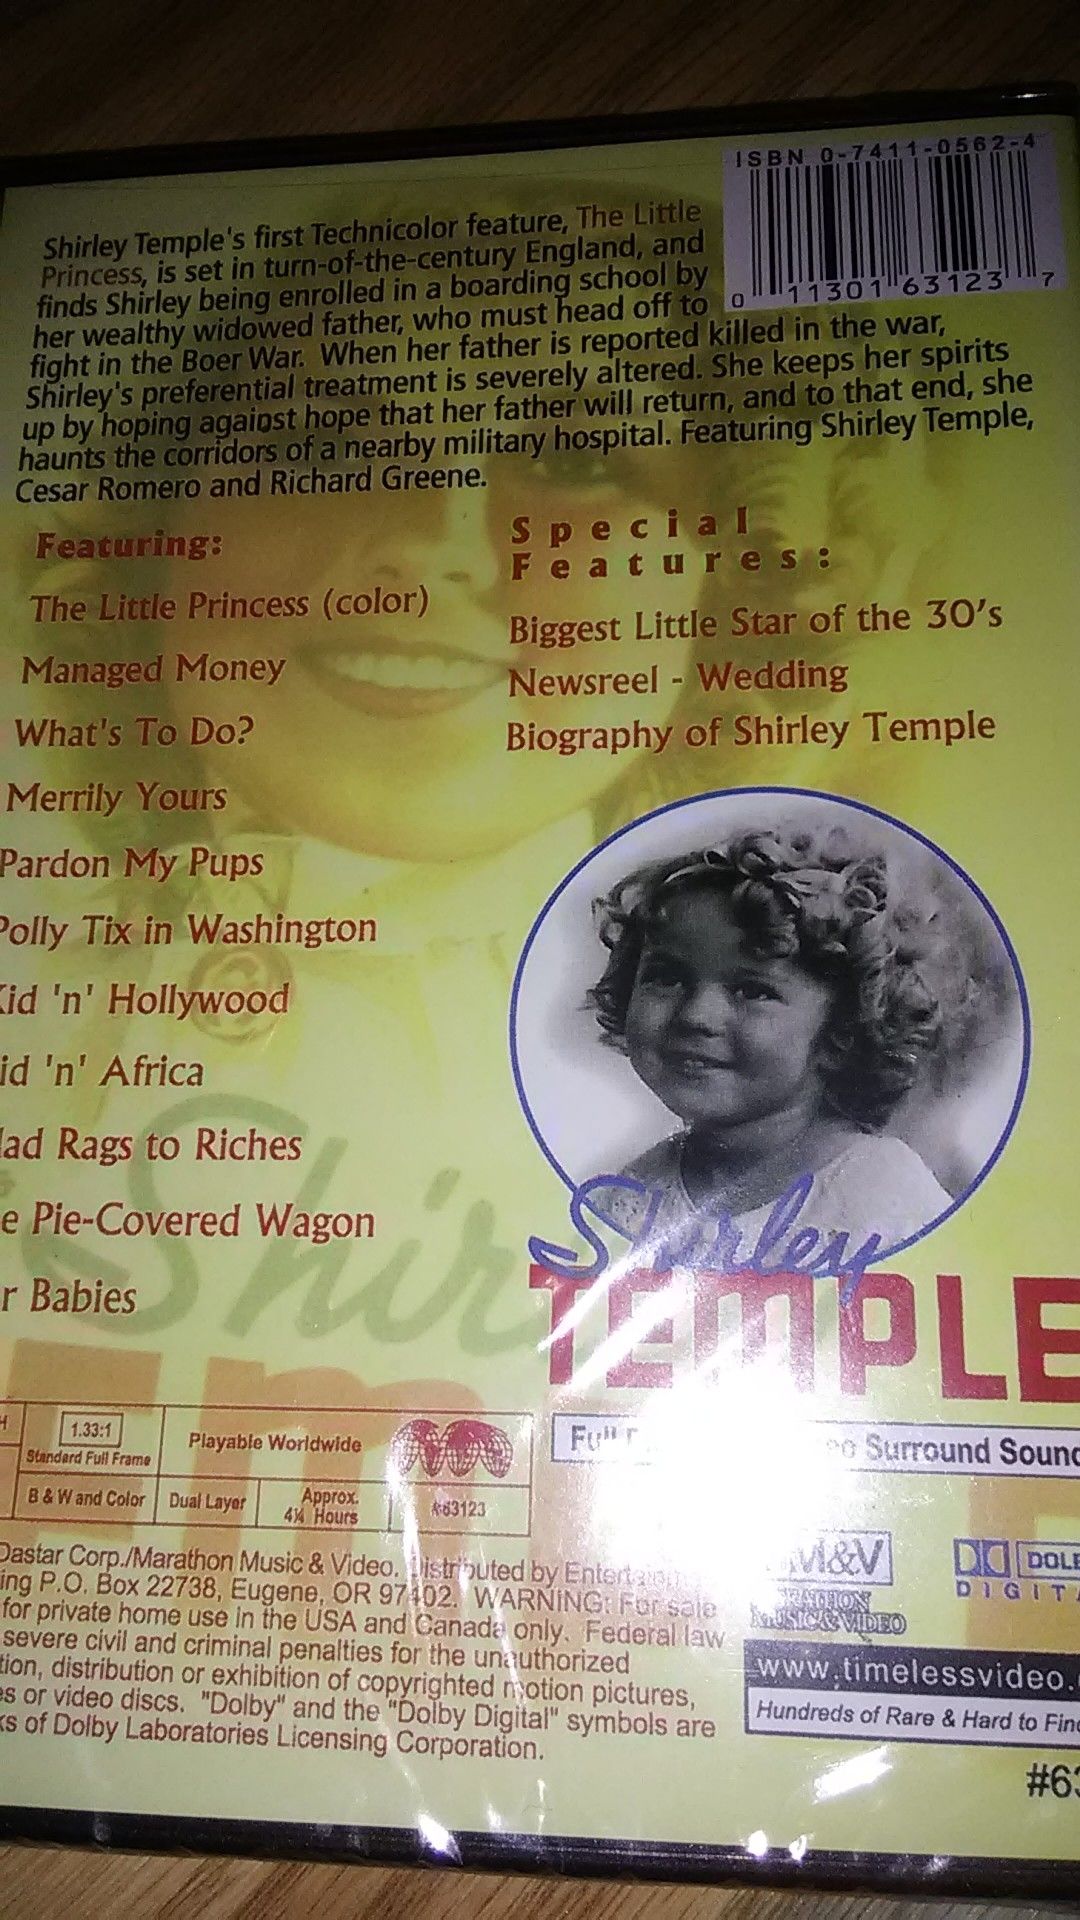 ISBN 0-7411-0562-4
0 11301 63123 7
Shirley Temple's first Technicolor feature, The Little
Princess, is set in turn-of-the-century England, and
finds Shirley being enrolled in a boarding school by
her wealthy widowed father, who must head off to
fight in the Boer War. When her father is reported killed in the war,
Shirley's preferential treatment is severely altered. She keeps her spirits
up by hoping against hope that her father will return, and to that end, she
haunts the corridors of a nearby military hospital. Featuring Shirley Temple,
Cesar Romero and Richard Greene.
Featuring:
The Little Princess (color)
Managed Money
What's To Do?
Merrily Yours
Pardon My Pups
Polly Tix in Washington
Kid 'n' Hollywood
id 'n' Africa
lad Rags to Riches
e Pie-Covered Wagon
r Babies
Special
Features:
Biggest Little Star of the 30's
Newsreel - Wedding
Biography of Shirley Temple
Shirley
TEMPLE
Shir
Surround Sound
1.33:1
Standard Full Frame
Playable Worldwide
B & W and Color
Dual Layer
Approx.
4¼ Hours
#63123
Dastar Corp./Marathon Music & Video. Distributed by
ing P.O. Box 22738, Eugene, OR 97402. WARNING: For sale
for private home use in the USA and Canada only. Federal law
severe civil and criminal penalties for the unauthorized
tion, distribution or exhibition of copyrighted motion pictures,
es or video discs. "Dolby" and the "Dolby Digital" symbols are
ks of Dolby Laboratories Licensing Corporation.
M&V
MUSIC & VIDEO
DOLB
DIGITA
www.timelessvideo.
Hundreds of Rare & Hard to Find
#63